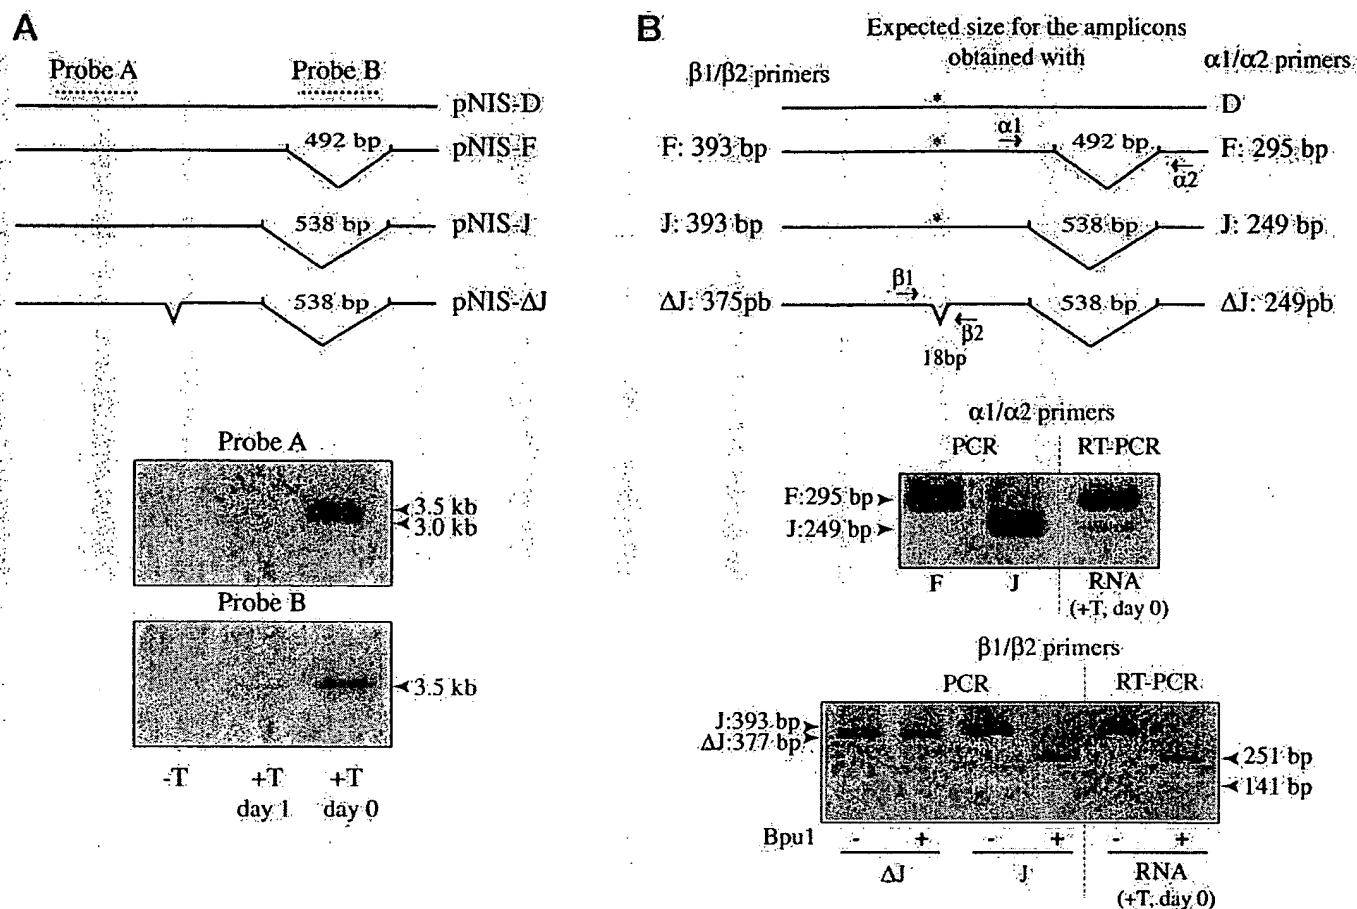 A
Probe A
Probe B
pNIS-D
492 bp
pNIS-F
538 bp
pNIS-J
538 bp
pNIS-ΔJ
Probe A
3.5 kb
3.0 kb
Probe B
3.5 kb
-T
+T
day 1
+T
day 0
B
Expected size for the amplicons
obtained with
β1/β2 primers
α1/α2 primers
*
D
α1
F: 393 bp
*
492 bp
F: 295 bp
α2
J: 393 bp
*
538 bp
J: 249 bp
β1
ΔJ: 375pb
538 bp
ΔJ: 249pb
β2
18bp
α1/α2 primers
PCR
RT-PCR
F:295 bp
J:249 bp
F
J
RNA
(+T, day 0)
β1/β2 primers
PCR
RT-PCR
J:393 bp
ΔJ:377 bp
251 bp
141 bp
Bpu1
-
+
-
+
-
+
ΔJ
J
RNA
(+T, day 0)